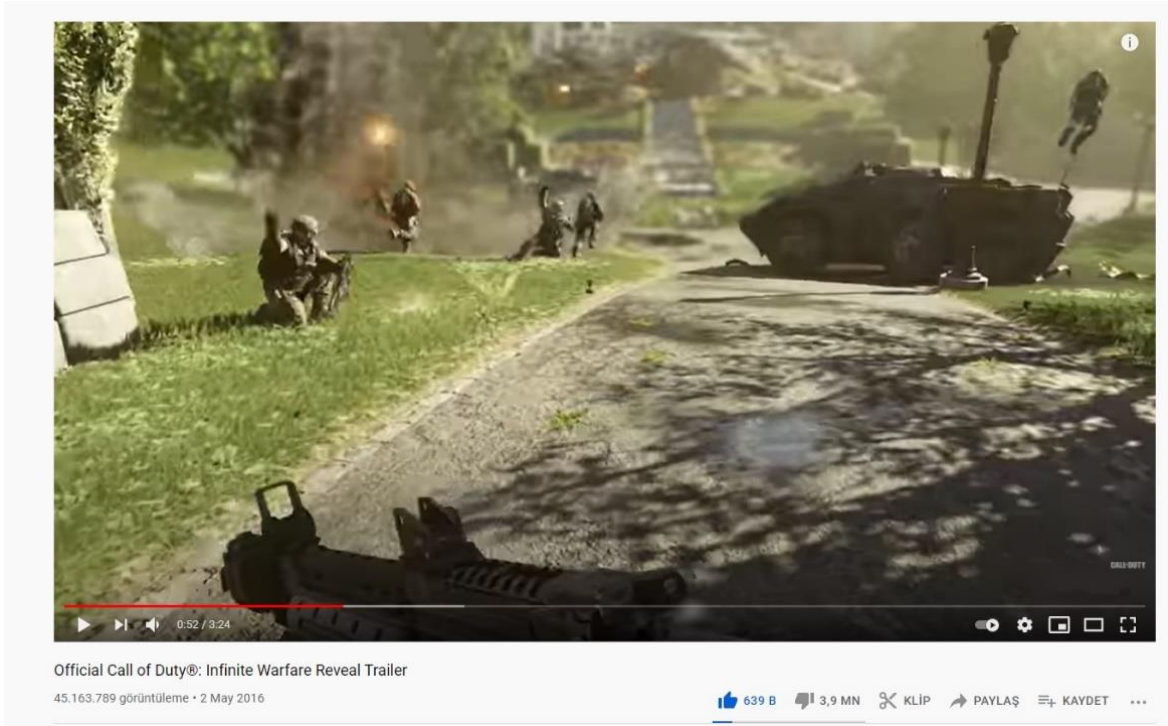 CALL·DUTY
0:52 / 3:24
Official Call of Duty®: Infinite Warfare Reveal Trailer
45.163.789 görüntüleme • 2 May 2016
639 B 3,9 MN KLİP PAYLAŞ KAYDET